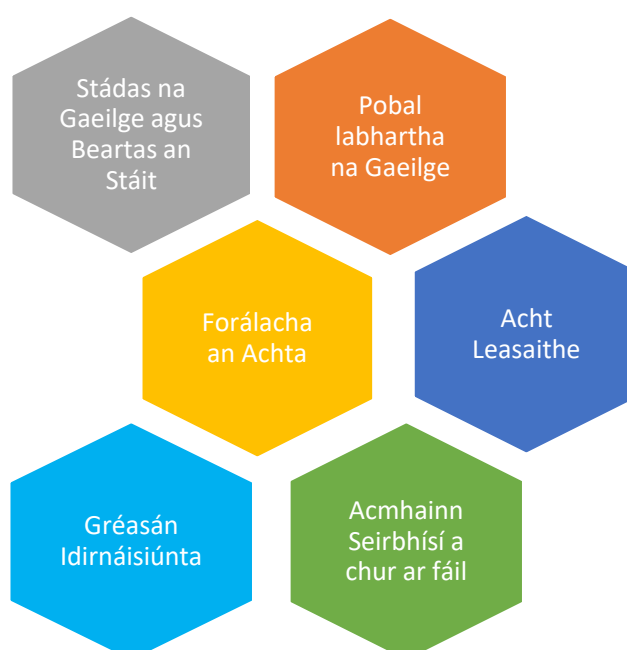 Stádas na
Gaeilge agus
Beartas an
Stáit
Pobal
labhartha
na Gaeilge
Forálacha
an Achta
Acht
Leasaithe
Gréasán
Idirnáisiúnta
Acmhainn
Seirbhísí a
chur ar fáil